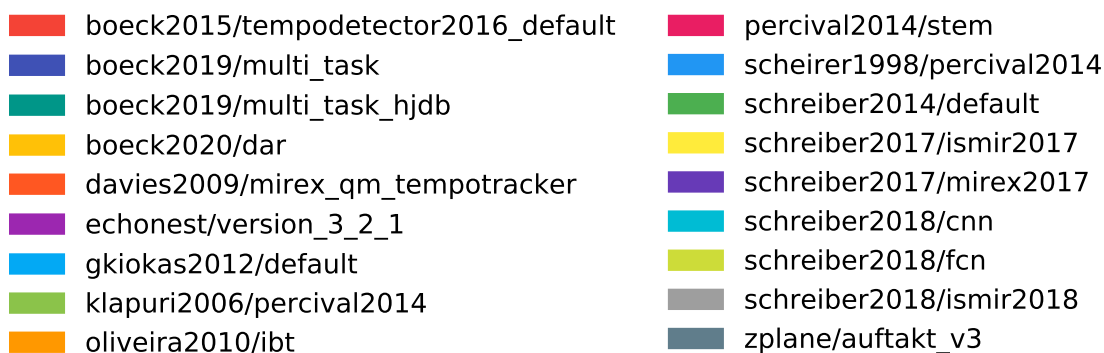 boeck2015/tempodetector2016_default
boeck2019/multi_task
boeck2019/multi_task_hjdb
boeck2020/dar
davies2009/mirex_qm_tempotracker
echonest/version_3_2_1
gkiokas2012/default
klapuri2006/percival2014
oliveira2010/ibt
percival2014/stem
scheirer1998/percival2014
schreiber2014/default
schreiber2017/ismir2017
schreiber2017/mirex2017
schreiber2018/cnn
schreiber2018/fcn
schreiber2018/ismir2018
zplane/auftakt_v3